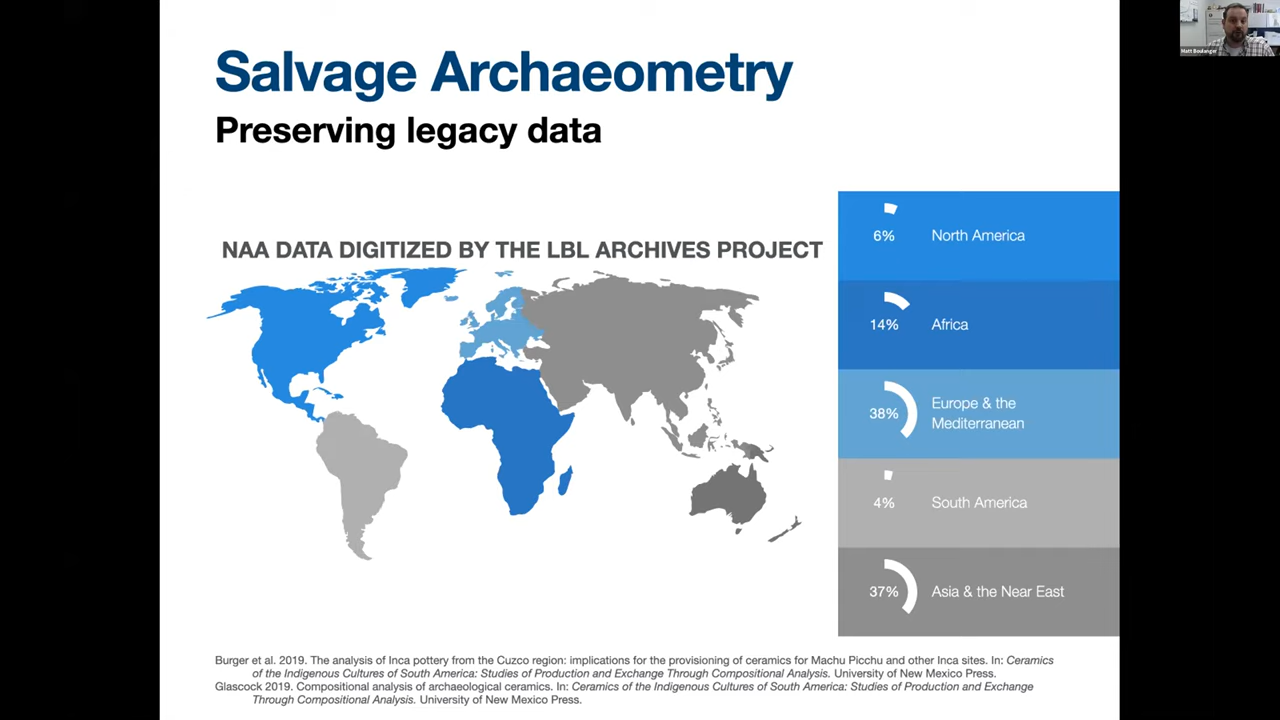 Salvage Archaeometry
Preserving legacy data
NAA DATA DIGITIZED BY THE LBL ARCHIVES PROJECT
6%
North America
14%
Africa
38%
Europe & the
Mediterranean
4%
South America
37%
Asia & the Near East
Burger et al. 2019. The analysis of Inca pottery from the Cuzco region: implications for the provisioning of ceramics for Machu Picchu and other Inca sites. In: Ceramics
of the Indigenous Cultures of South America: Studies of Production and Exchange Through Compositional Analysis. University of New Mexico Press.
Glascock 2019. Compositional analysis of archaeological ceramics. In: Ceramics of the Indigenous Cultures of South America: Studies of Production and Exchange
Through Compositional Analysis. University of New Mexico Press.
Matt Boulanger